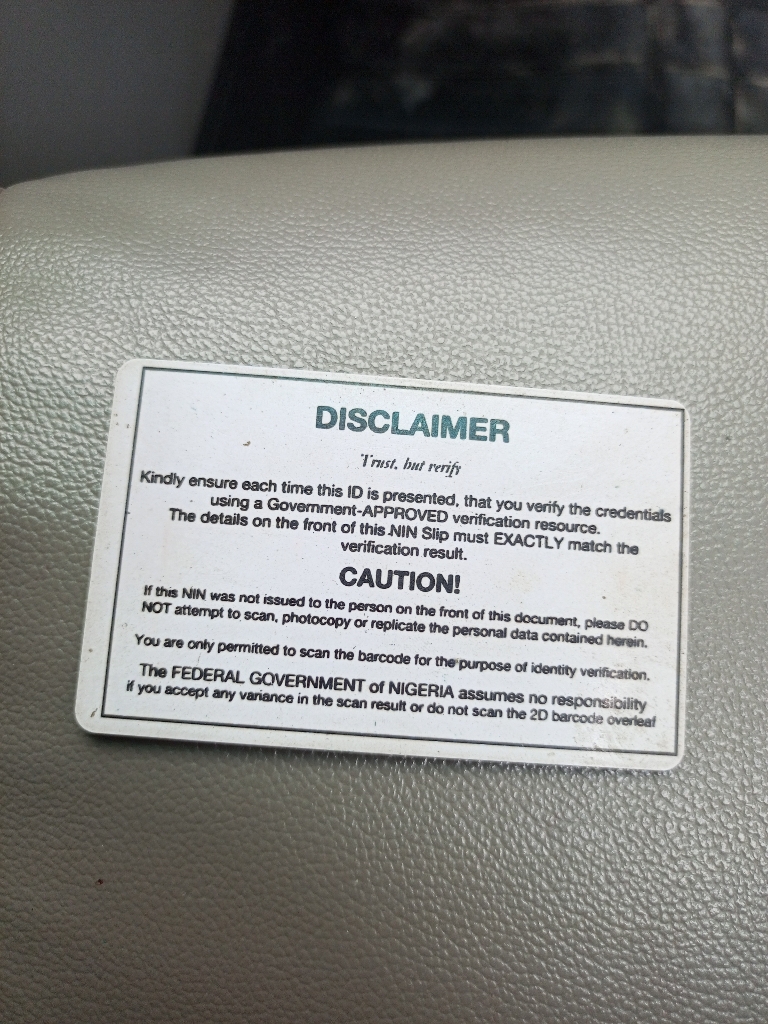 DISCLAIMER
Trust, but verify
Kindly ensure each time this ID is presented, that you verify the credentials
using a Government-APPROVED verification resource.
The details on the front of this NIN Slip must EXACTLY match the
verification result.
CAUTION!
If this NIN was not issued to the person on the front of this document, please DO
NOT attempt to scan, photocopy or replicate the personal data contained herein.
You are only permitted to scan the barcode for the purpose of identity verification.
The FEDERAL GOVERNMENT of NIGERIA assumes no responsibility
if you accept any variance in the scan result or do not scan the 2D barcode overleaf